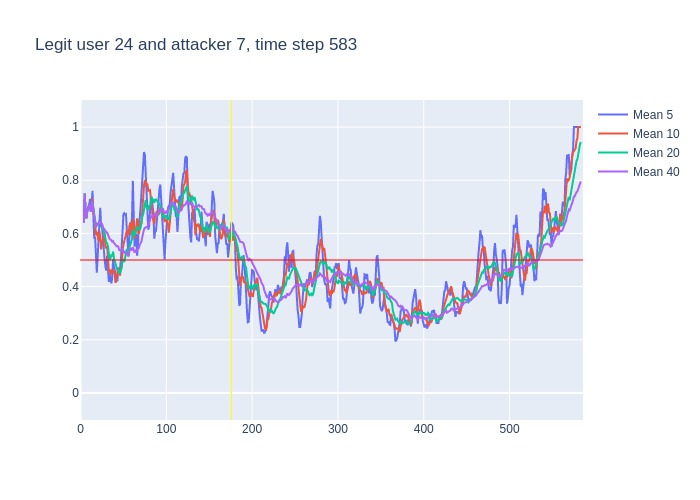 Legit user 24 and attacker 7, time step 583
Mean 5
Mean 10
Mean 20
Mean 40
1
0.8
0.6
0.4
0.2
0
0 100 200 300 400 500